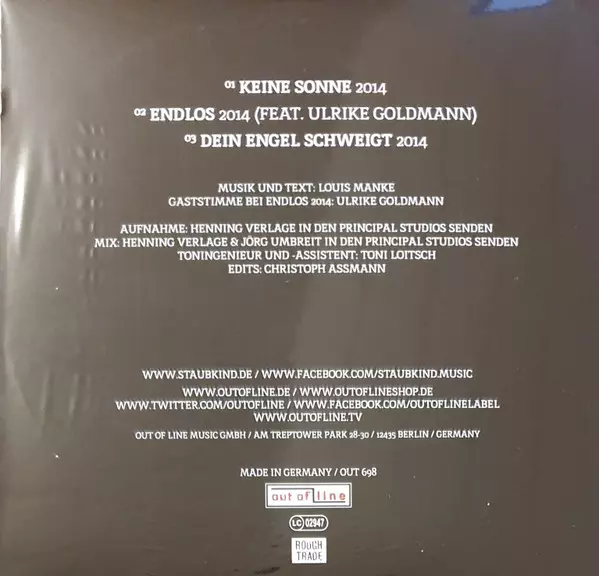 01 KEINE SONNE 2014
02 ENDLOS 2014 (FEAT. ULRIKE GOLDMANN)
03 DEIN ENGEL SCHWEIGT 2014
MUSIK UND TEXT: LOUIS MANKE
GASTSTIMME BEI ENDLOS 2014: ULRIKE GOLDMANN
AUFNAHME: HENNING VERLAGE IN DEN PRINCIPAL STUDIOS SENDEN
MIX: HENNING VERLAGE & JÖRG UMBREIT IN DEN PRINCIPAL STUDIOS SENDEN
TONINGENIEUR UND -ASSISTENT: TONI LOITSCH
EDITS: CHRISTOPH ASSMANN
WWW.STAUBKIND.DE / WWW.FACEBOOK.COM/STAUBKIND.MUSIC
WWW.OUTOFLINE.DE / WWW.OUTOFLINESHOP.DE
WWW.TWITTER.COM/OUTOFLINE / WWW.FACEBOOK.COM/OUTOFLINELABEL
WWW.OUTOFLINE.TV
OUT OF LINE MUSIC GMBH / AM TREPTOWER PARK 28-30 / 12435 BERLIN / GERMANY
MADE IN GERMANY / OUT 698
out of line
LC 02947
ROUGH
TRADE